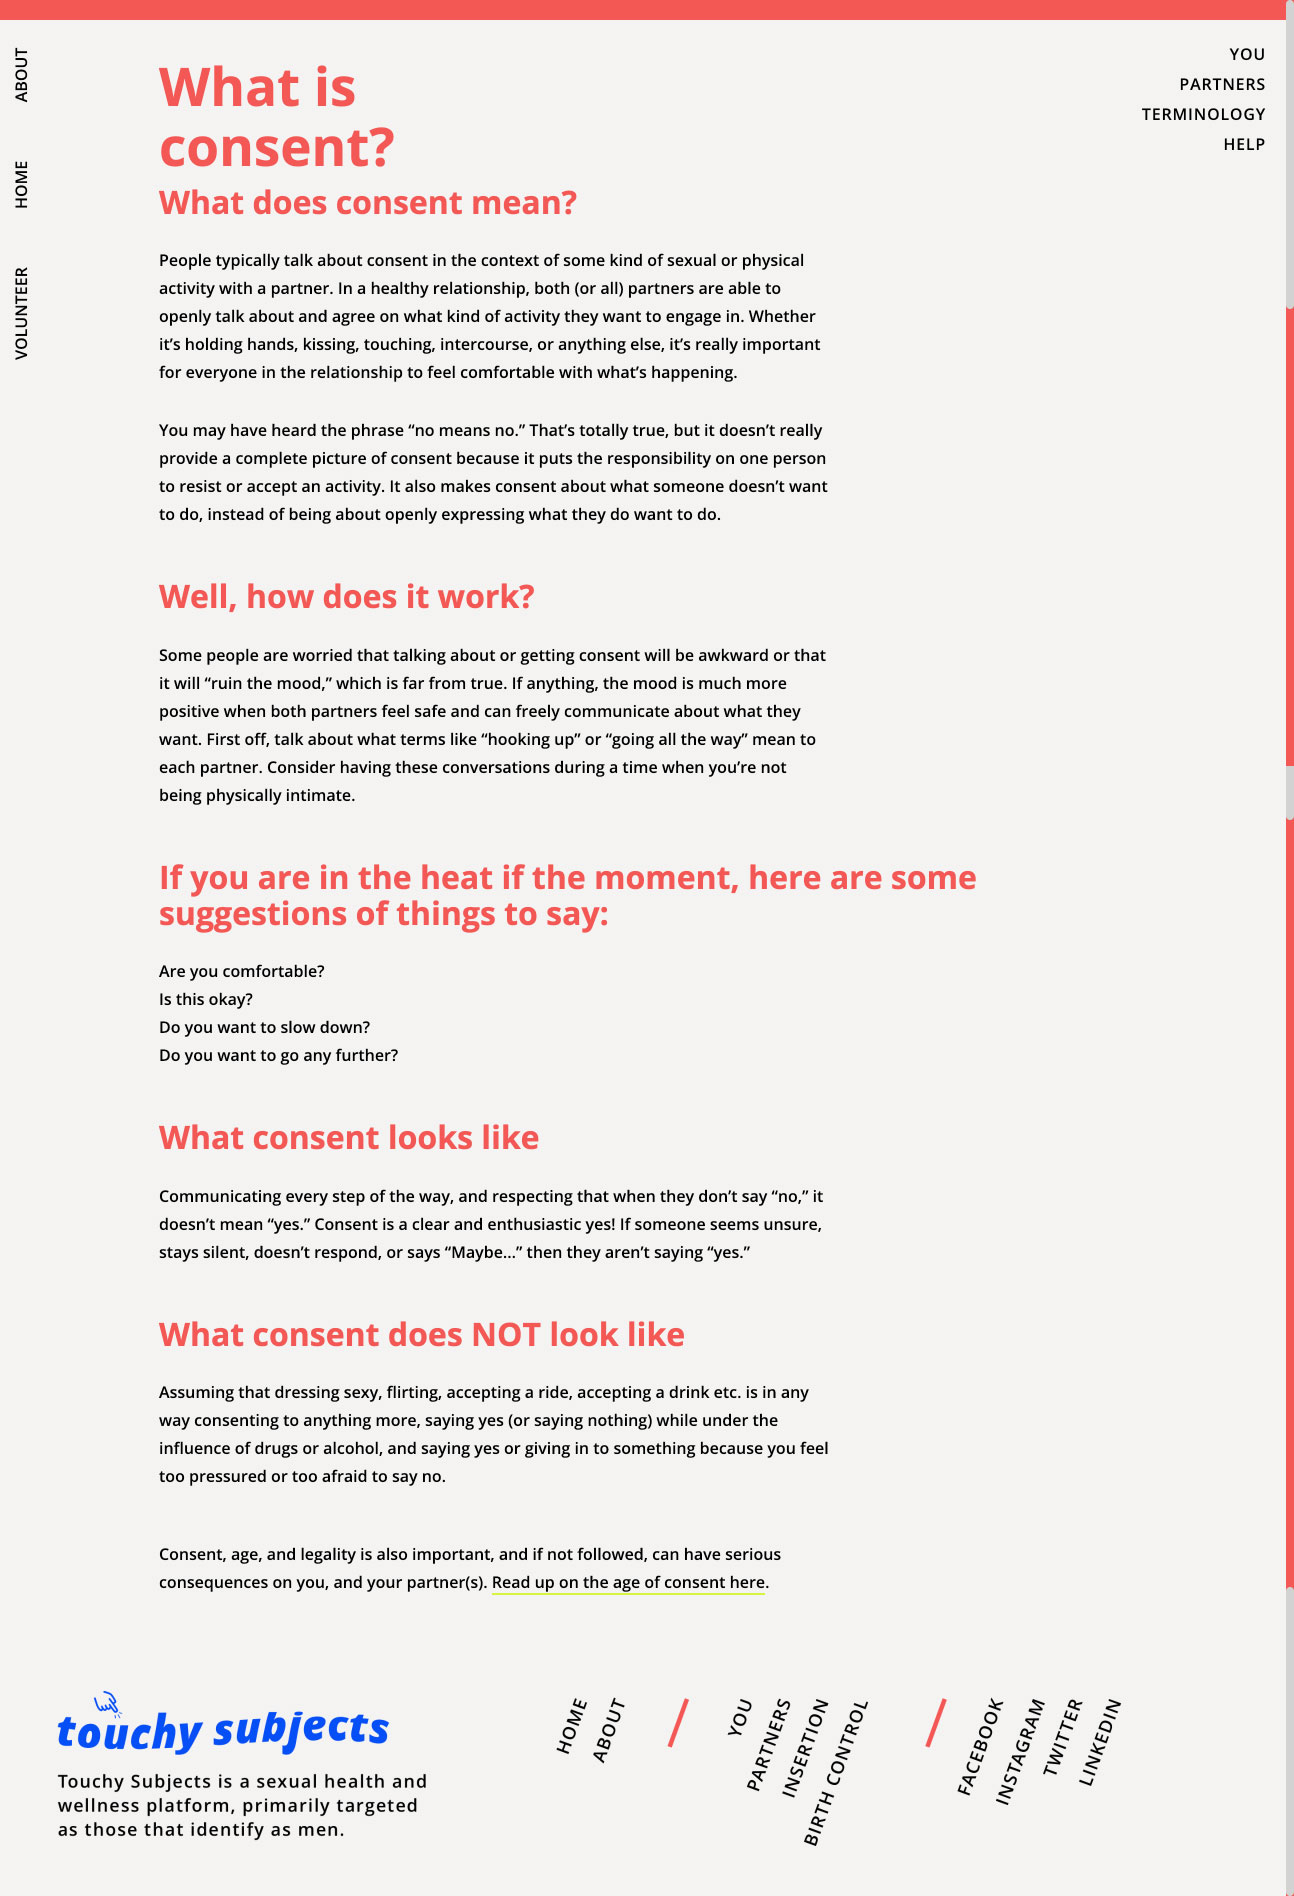 ABOUT
HOME
VOLUNTEER
YOU
PARTNERS
TERMINOLOGY
HELP
What is
consent?
What does consent mean?
People typically talk about consent in the context of some kind of sexual or physical
activity with a partner. In a healthy relationship, both (or all) partners are able to
openly talk about and agree on what kind of activity they want to engage in. Whether
it’s holding hands, kissing, touching, intercourse, or anything else, it’s really important
for everyone in the relationship to feel comfortable with what’s happening.
You may have heard the phrase “no means no.” That’s totally true, but it doesn’t really
provide a complete picture of consent because it puts the responsibility on one person
to resist or accept an activity. It also makes consent about what someone doesn’t want
to do, instead of being about openly expressing what they do want to do.
Well, how does it work?
Some people are worried that talking about or getting consent will be awkward or that
it will “ruin the mood,” which is far from true. If anything, the mood is much more
positive when both partners feel safe and can freely communicate about what they
want. First off, talk about what terms like “hooking up” or “going all the way” mean to
each partner. Consider having these conversations during a time when you’re not
being physically intimate.
If you are in the heat if the moment, here are some
suggestions of things to say:
Are you comfortable?
Is this okay?
Do you want to slow down?
Do you want to go any further?
What consent looks like
Communicating every step of the way, and respecting that when they don’t say “no,” it
doesn’t mean “yes.” Consent is a clear and enthusiastic yes! If someone seems unsure,
stays silent, doesn’t respond, or says “Maybe...” then they aren’t saying “yes.”
What consent does NOT look like
Assuming that dressing sexy, flirting, accepting a ride, accepting a drink etc. is in any
way consenting to anything more, saying yes (or saying nothing) while under the
influence of drugs or alcohol, and saying yes or giving in to something because you feel
too pressured or too afraid to say no.
Consent, age, and legality is also important, and if not followed, can have serious
consequences on you, and your partner(s). Read up on the age of consent here.
touchy subjects
Touchy Subjects is a sexual health and
wellness platform, primarily targeted
as those that identify as men.
HOME
ABOUT
/
YOU
PARTNERS
INSERTION
BIRTH CONTROL
/
FACEBOOK
INSTAGRAM
TWITTER
LINKEDIN